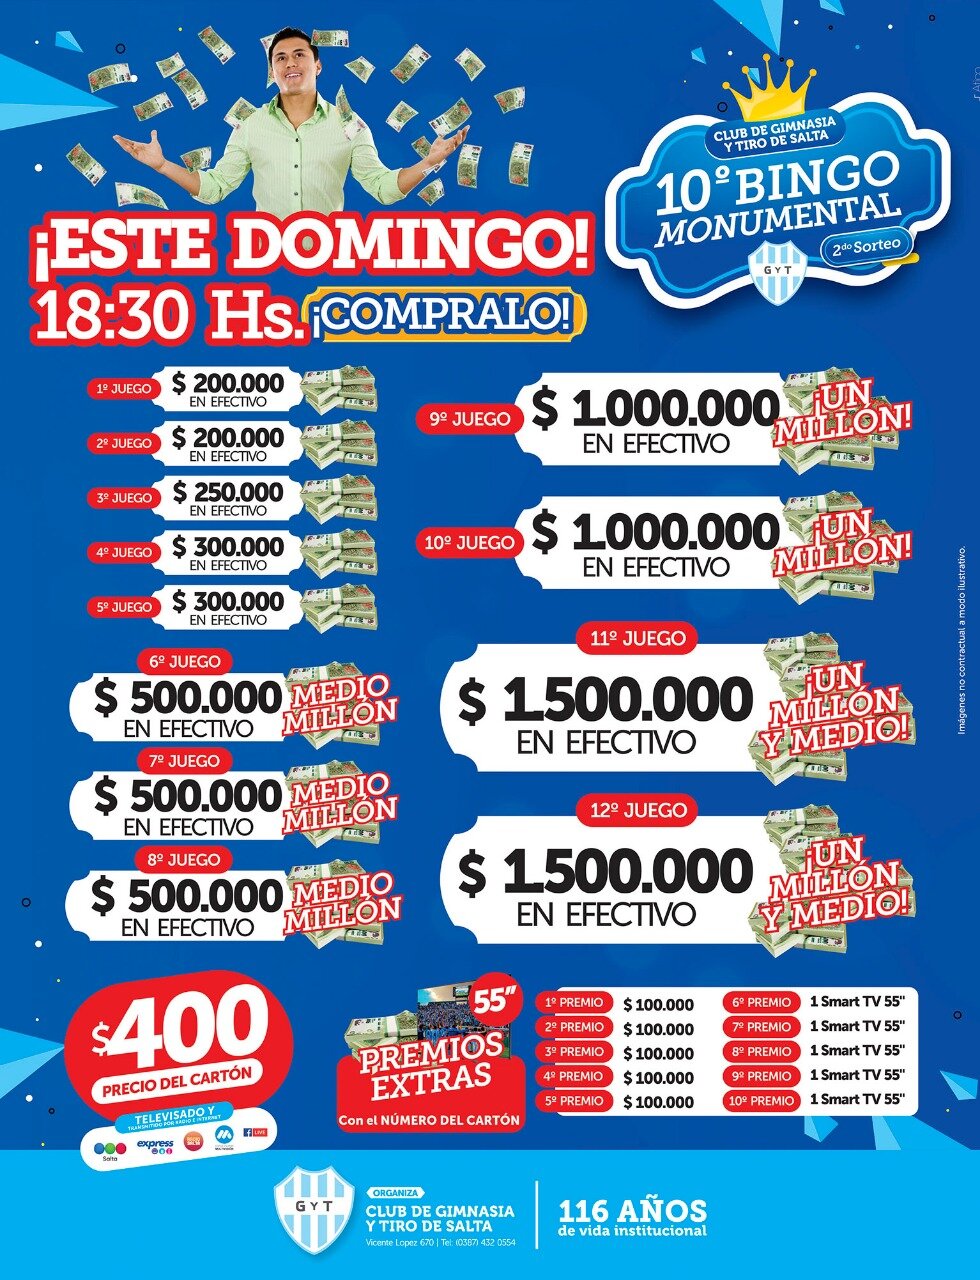 CLUB DE GIMNASIA
Y TIRO DE SALTA
10º BINGO
MONUMENTAL
2do Sorteo
G Y T
¡ESTE DOMINGO!
18:30 Hs. ¡COMPRALO!
1º JUEGO $ 200.000
EN EFECTIVO
2º JUEGO $ 200.000
EN EFECTIVO
3º JUEGO $ 250.000
EN EFECTIVO
4º JUEGO $ 300.000
EN EFECTIVO
5º JUEGO $ 300.000
EN EFECTIVO
6º JUEGO
$ 500.000
EN EFECTIVO
MEDIO
MILLÓN
7º JUEGO
$ 500.000
EN EFECTIVO
MEDIO
MILLÓN
8º JUEGO
$ 500.000
EN EFECTIVO
MEDIO
MILLÓN
9º JUEGO $ 1.000.000
EN EFECTIVO
¡UN
MILLÓN!
10º JUEGO $ 1.000.000
EN EFECTIVO
¡UN
MILLÓN!
11º JUEGO
$ 1.500.000
EN EFECTIVO
¡UN
MILLÓN
Y MEDIO!
12º JUEGO
$ 1.500.000
EN EFECTIVO
¡UN
MILLÓN
Y MEDIO!
Imágenes no contractual a modo ilustrativo.
$400
PRECIO DEL CARTÓN
TELEVISADO Y
TRANSMITIDO POR RADIO E INTERNET
Salta
express
LIVE
55"
PREMIOS
EXTRAS
Con el NÚMERO DEL CARTÓN
1º PREMIO $ 100.000
2º PREMIO $ 100.000
3º PREMIO $ 100.000
4º PREMIO $ 100.000
5º PREMIO $ 100.000
6º PREMIO 1 Smart TV 55"
7º PREMIO 1 Smart TV 55"
8º PREMIO 1 Smart TV 55"
9º PREMIO 1 Smart TV 55"
10º PREMIO 1 Smart TV 55"
G Y T
ORGANIZA
CLUB DE GIMNASIA
Y TIRO DE SALTA
Vicente Lopez 670 | Tel: (0387) 432 0554
116 AÑOS
de vida institucional